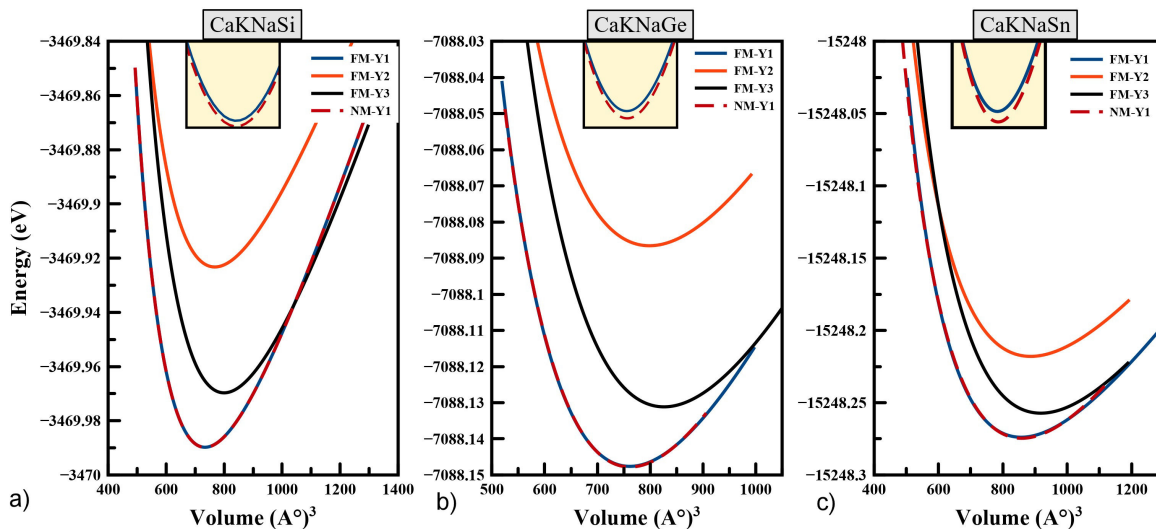 CaKNaSi
CaKNaGe
CaKNaSn
Energy (eV)
−3469.84
−3469.86
−3469.88
−3469.9
−3469.92
−3469.94
−3469.96
−3469.98
−3470
FM-Y1
FM-Y2
FM-Y3
NM-Y1
400 600 800 1000 1200 1400
Volume (A°)³
a)
−7088.03
−7088.04
−7088.05
−7088.06
−7088.07
−7088.08
−7088.09
−7088.1
−7088.11
−7088.12
−7088.13
−7088.14
−7088.15
FM-Y1
FM-Y2
FM-Y3
NM-Y1
500 600 700 800 900 1000
Volume (A°)³
b)
−15248
−15248.05
−15248.1
−15248.15
−15248.2
−15248.25
−15248.3
FM-Y1
FM-Y2
FM-Y3
NM-Y1
400 600 800 1000 1200
Volume (A°)³
c)